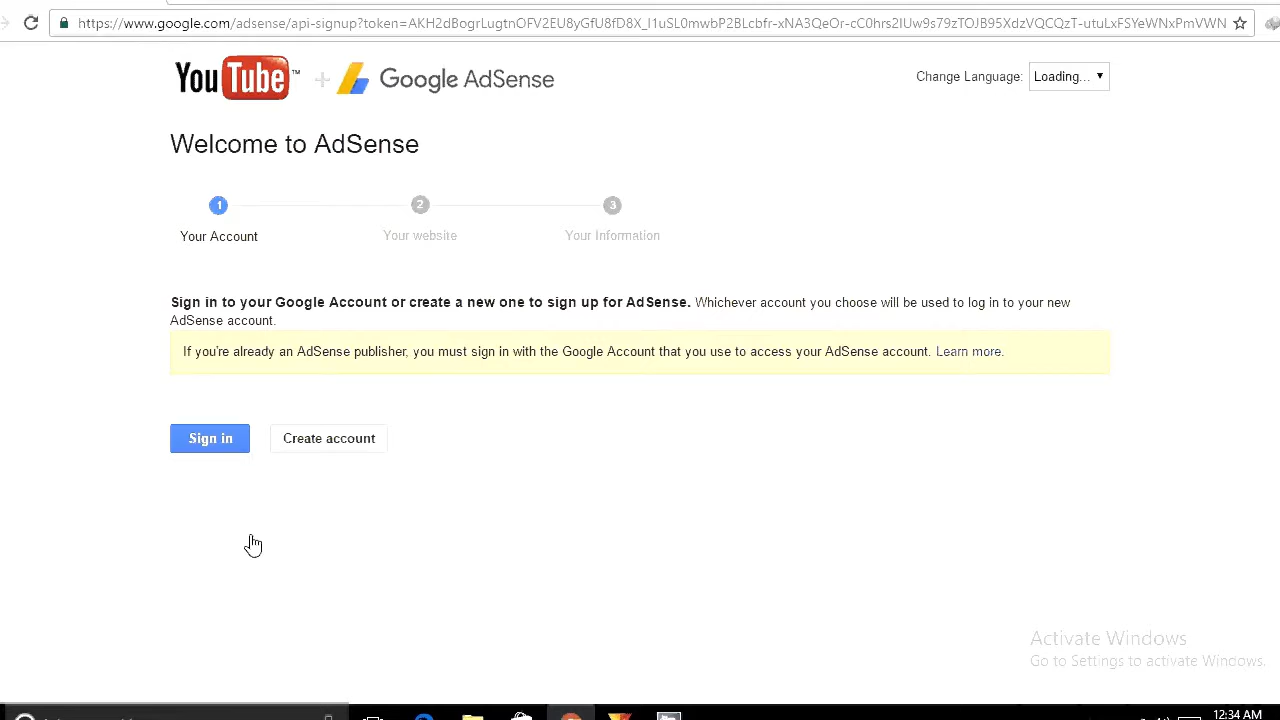 https://www.google.com/adsense/api-signup?token=AKH2dBogrLugtnOFV2EU8yGfU8fD8X_l1uSL0mwbP2BLcbfr-xNA3QeOr-cC0hrs2IUw9s79zTOJB95XdzVQCQzT-utuLxFSYeWNxPmVWN
YouTube™ + Google AdSense
Change Language: Loading... ▼
Welcome to AdSense
1 2 3
Your Account Your website Your Information
Sign in to your Google Account or create a new one to sign up for AdSense. Whichever account you choose will be used to log in to your new
AdSense account.
If you're already an AdSense publisher, you must sign in with the Google Account that you use to access your AdSense account. Learn more.
Sign in Create account
Activate Windows
Go to Settings to activate Windows.
12:34 AM